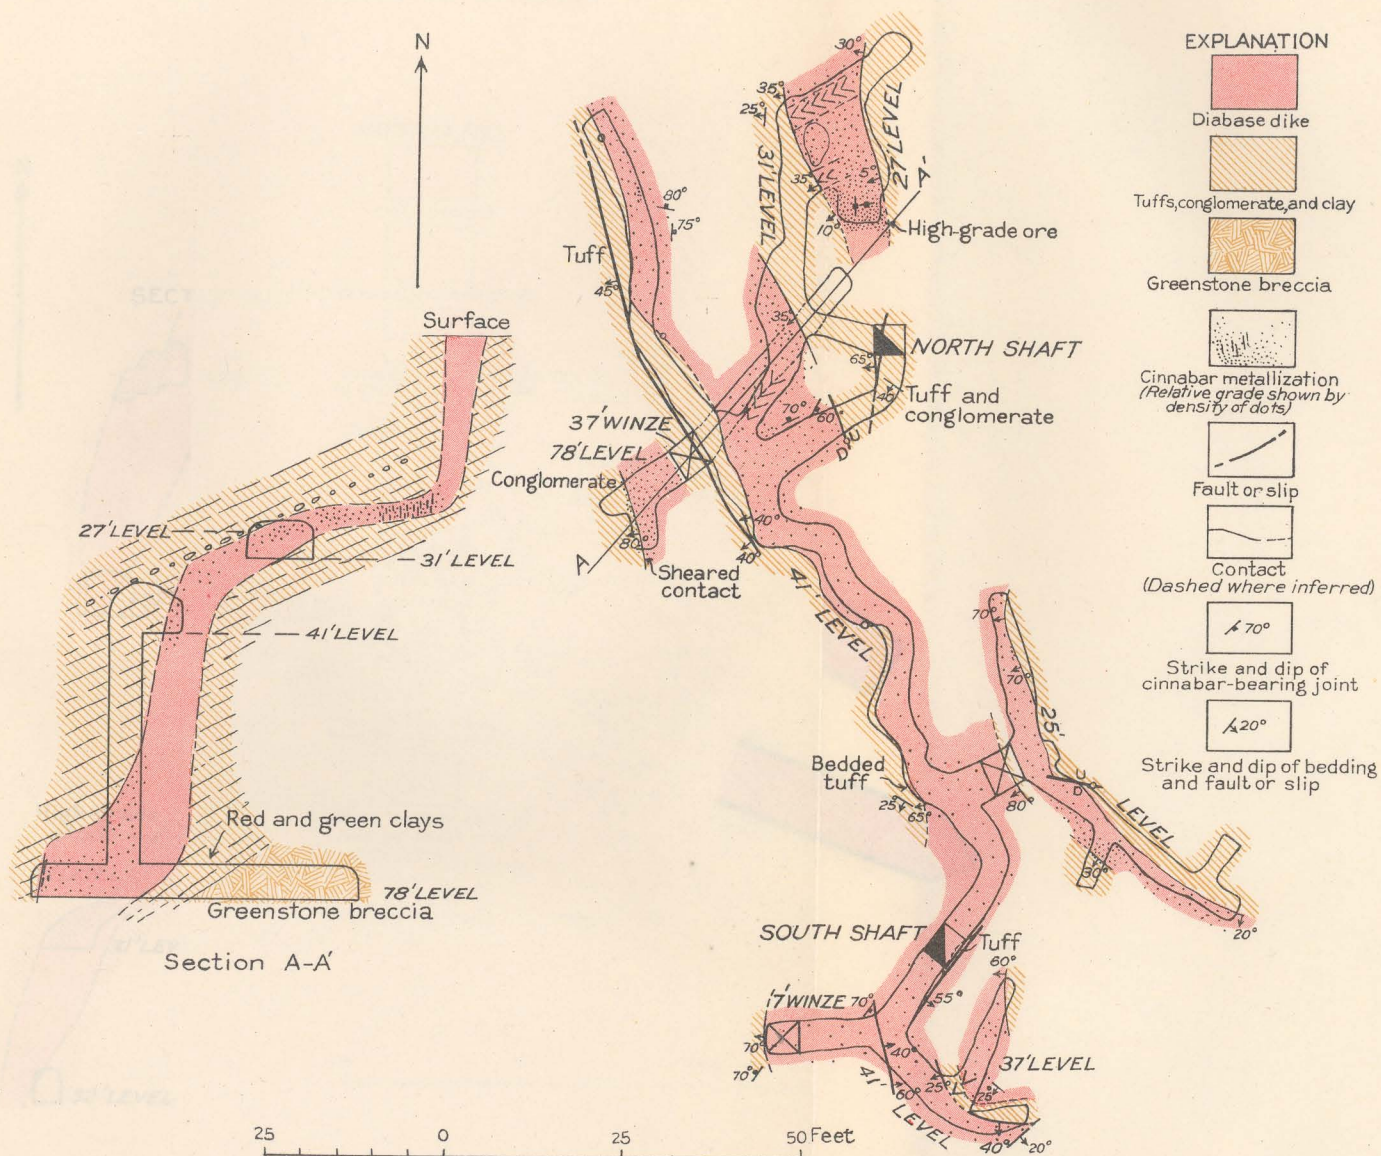 N
Surface
27' LEVEL
31' LEVEL
41' LEVEL
Red and green clays
78' LEVEL
Greenstone breccia
Section A-A'
30°
35°
25°
31' LEVEL
27' LEVEL
A'
35
5°
10°
High-grade ore
80°
75°
Tuff
45°
35
NORTH SHAFT
65°
40°
Tuff and
conglomerate
70°
60°
U
D
37' WINZE
78' LEVEL
Conglomerate
80°
A
Sheared
contact
40°
40°
41' LEVEL
70°
70°
25' LEVEL
U
D
80°
30°
20°
Bedded
tuff
25°
65°
SOUTH SHAFT
Tuff
60°
55°
17' WINZE
70°
70°
70°
40°
41' LEVEL
60°
25°
75°
37' LEVEL
40°
20°
25
0
25
50 Feet
EXPLANATION
Diabase dike
Tuffs, conglomerate, and clay
Greenstone breccia
Cinnabar metallization
(Relative grade shown by
density of dots)
Fault or slip
Contact
(Dashed where inferred)
70°
Strike and dip of
cinnabar-bearing joint
20°
Strike and dip of bedding
and fault or slip